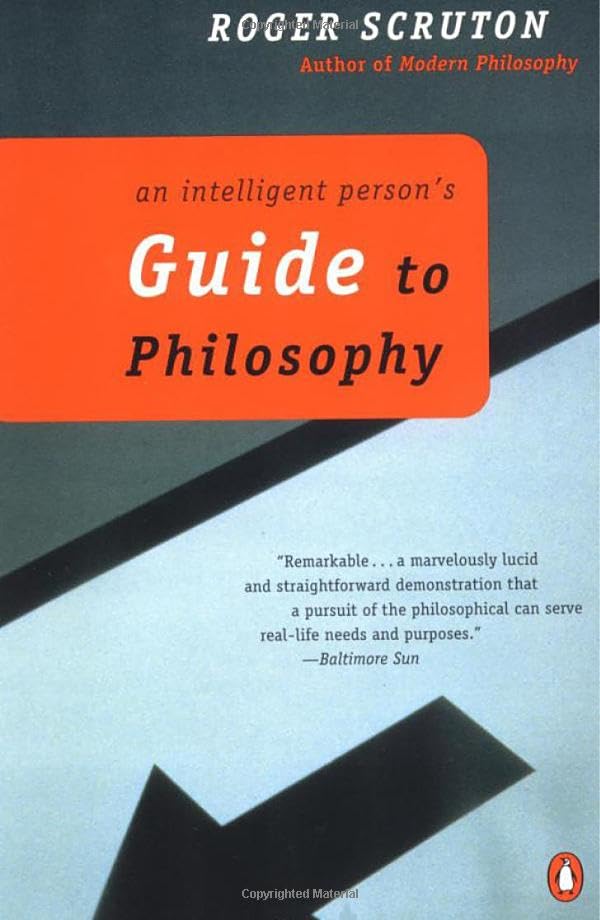 Copyrighted Material
ROGER SCRUTON
Author of Modern Philosophy
an intelligent person's
Guide to
Philosophy
“Remarkable...a marvelously lucid
and straightforward demonstration that
a pursuit of the philosophical can serve
real-life needs and purposes.”
—Baltimore Sun
Copyrighted Material